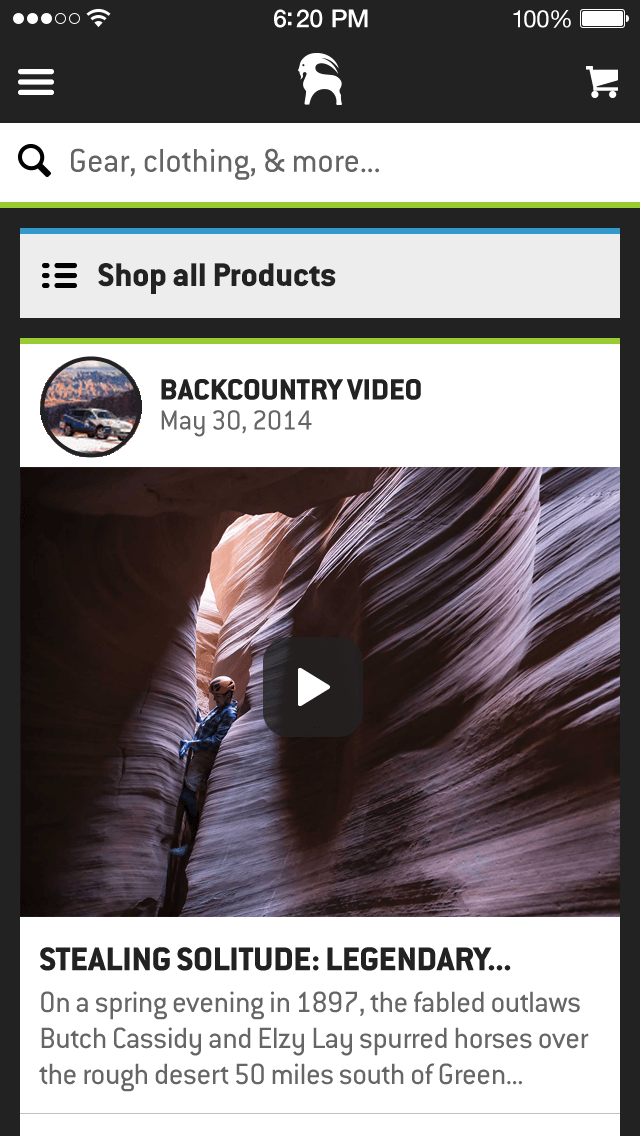 6:20 PM 100%
Gear, clothing, & more...
Shop all Products
BACKCOUNTRY VIDEO
May 30, 2014
STEALING SOLITUDE: LEGENDARY...
On a spring evening in 1897, the fabled outlaws
Butch Cassidy and Elzy Lay spurred horses over
the rough desert 50 miles south of Green...